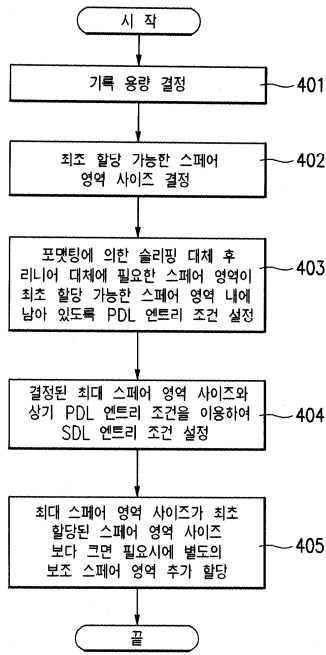 시 작
기록 용량 결정
401
최초 할당 가능한 스페어
영역 사이즈 결정
402
포맷팅에 의한 슬리핑 대체 후
리니어 대체에 필요한 스페어 영역이
최초 할당 가능한 스페어 영역 내에
남아 있도록 PDL 엔트리 조건 설정
403
결정된 최대 스페어 영역 사이즈와
상기 PDL 엔트리 조건을 이용하여
SDL 엔트리 조건 설정
404
최대 스페어 영역 사이즈가 최초
할당된 스페어 영역 사이즈
보다 크면 필요시에 별도의
보조 스페어 영역 추가 할당
405
끝